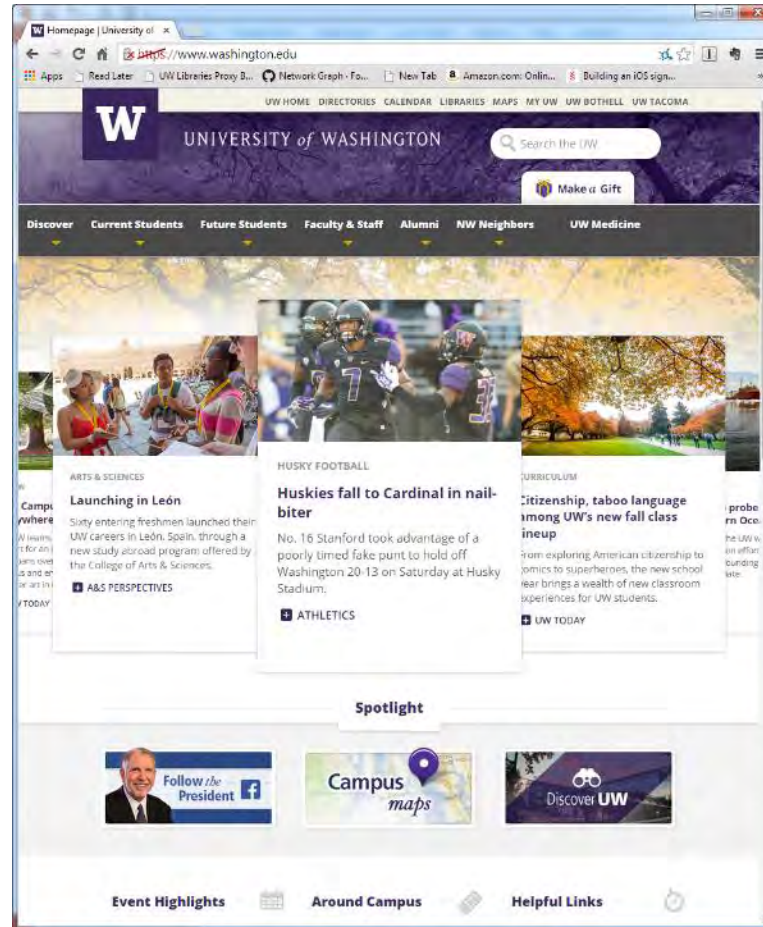 Homepage | University of
https://www.washington.edu
Apps Read Later UW Libraries Proxy B... Network Graph · Fo... New Tab Amazon.com: Onlin... Building an iOS sign...
UW HOME DIRECTORIES CALENDAR LIBRARIES MAPS MY UW UW BOTHELL UW TACOMA
W
UNIVERSITY of WASHINGTON
Search the UW
Make a Gift
Discover Current Students Future Students Faculty & Staff Alumni NW Neighbors UW Medicine
ARTS & SCIENCES
Launching in León
Sixty entering freshmen launched their
UW careers in León, Spain, through a
new study abroad program offered by
the College of Arts & Sciences.
A&S PERSPECTIVES
7
HUSKY FOOTBALL
Huskies fall to Cardinal in nail-
biter
No. 16 Stanford took advantage of a
poorly timed fake punt to hold off
Washington 20-13 on Saturday at Husky
Stadium.
ATHLETICS
CURRICULUM
Citizenship, taboo language
among UW's new fall class
lineup
From exploring American citizenship to
comics to superheroes, the new school
year brings a wealth of new classroom
experiences for UW students.
UW TODAY
probe
Spotlight
Follow the
President
Campus
maps
Discover UW
Event Highlights Around Campus Helpful Links